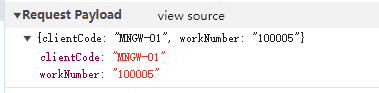 Request Payload view source
{clientCode: "MNGW-01", workNumber: "100005"}
clientCode: "MNGW-01"
workNumber: "100005"